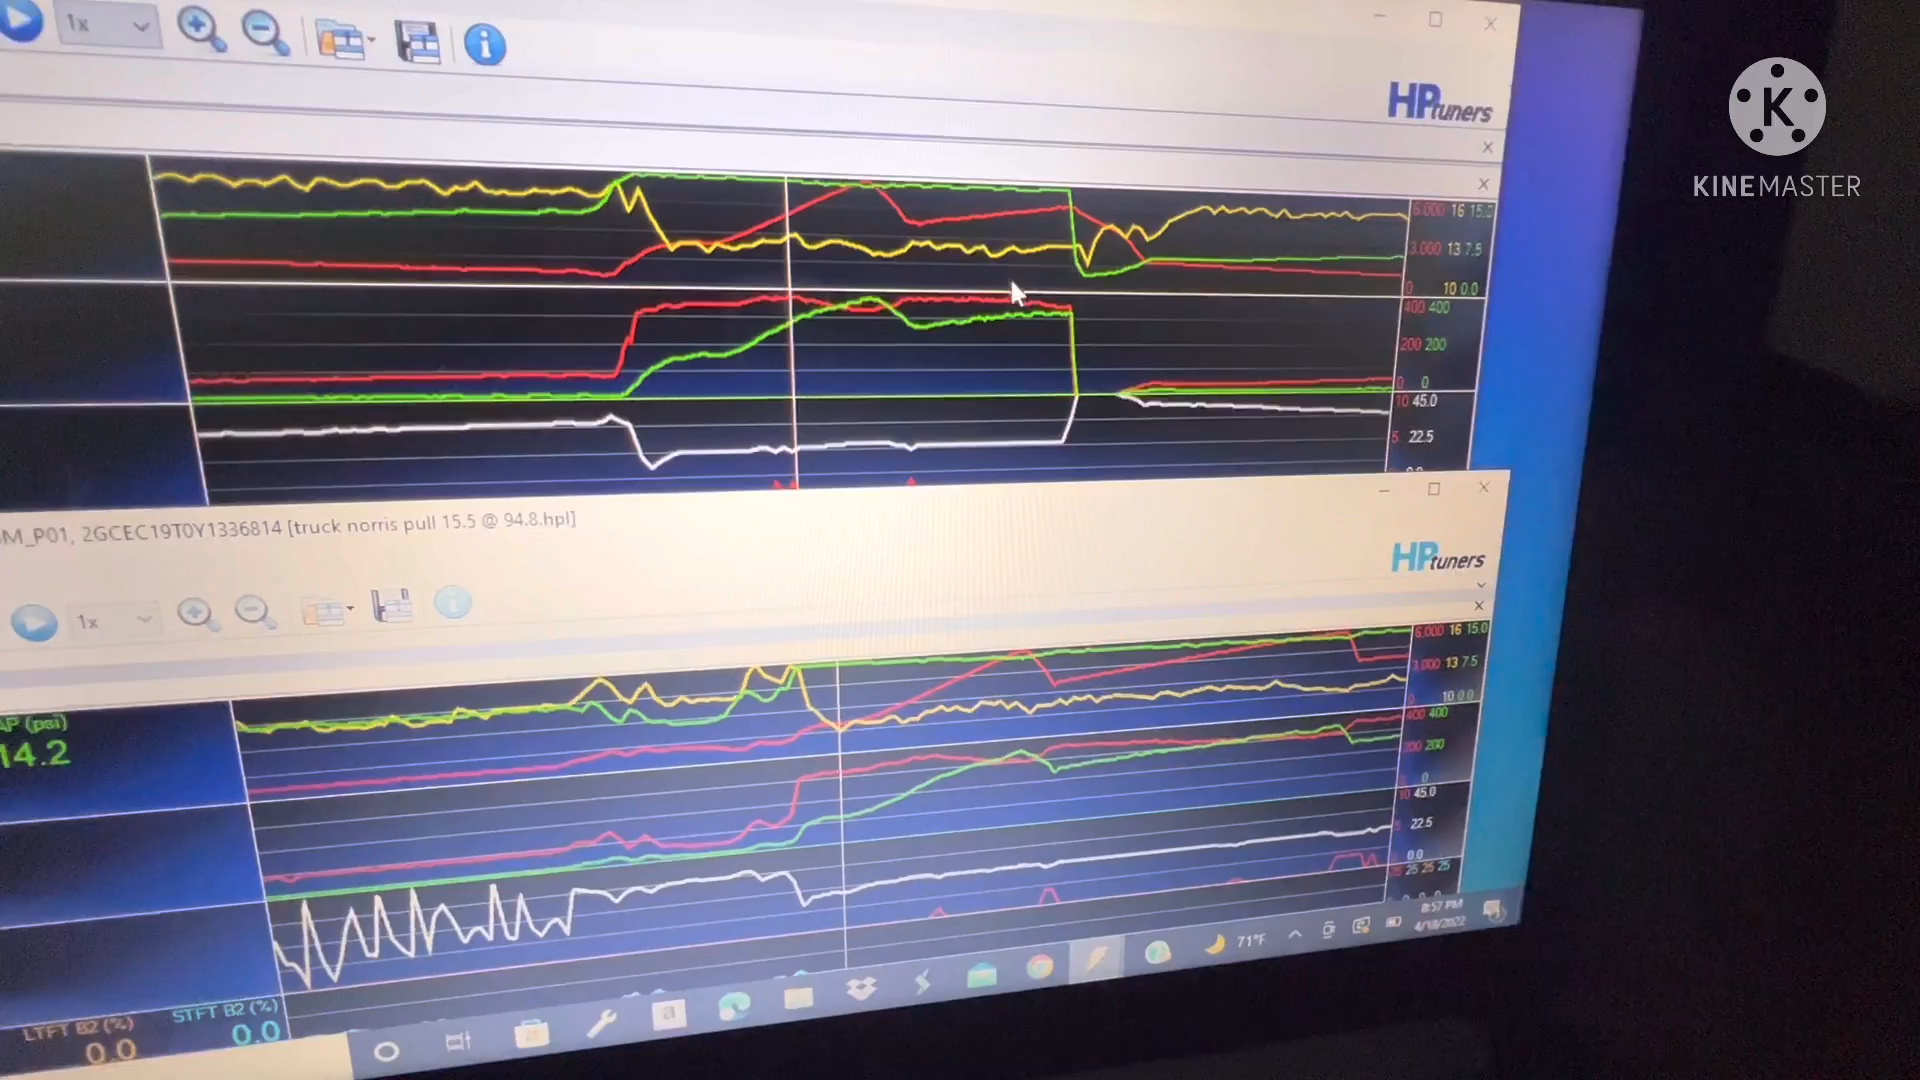 1x
HPtuners
KINEMASTER
6,000 16 15.0
3,000 13 7.5
0 10 0.0
400 400
200 200
0 0
10 45.0
5 22.5
M_P01, 2GCEC19T0Y1336814 [truck norris pull 15.5 @ 94.8.hpl]
HPtuners
1x
6,000 16 15.0
3,000 13 7.5
10 0.0
400 400
200 200
0
10 45.0
22.5
0.0
25 25 25
AP (psi)
14.2
LTFT B2 (%)
0.0
STFT B2 (%)
0.0
71°F
8:57 PM
4/18/2022